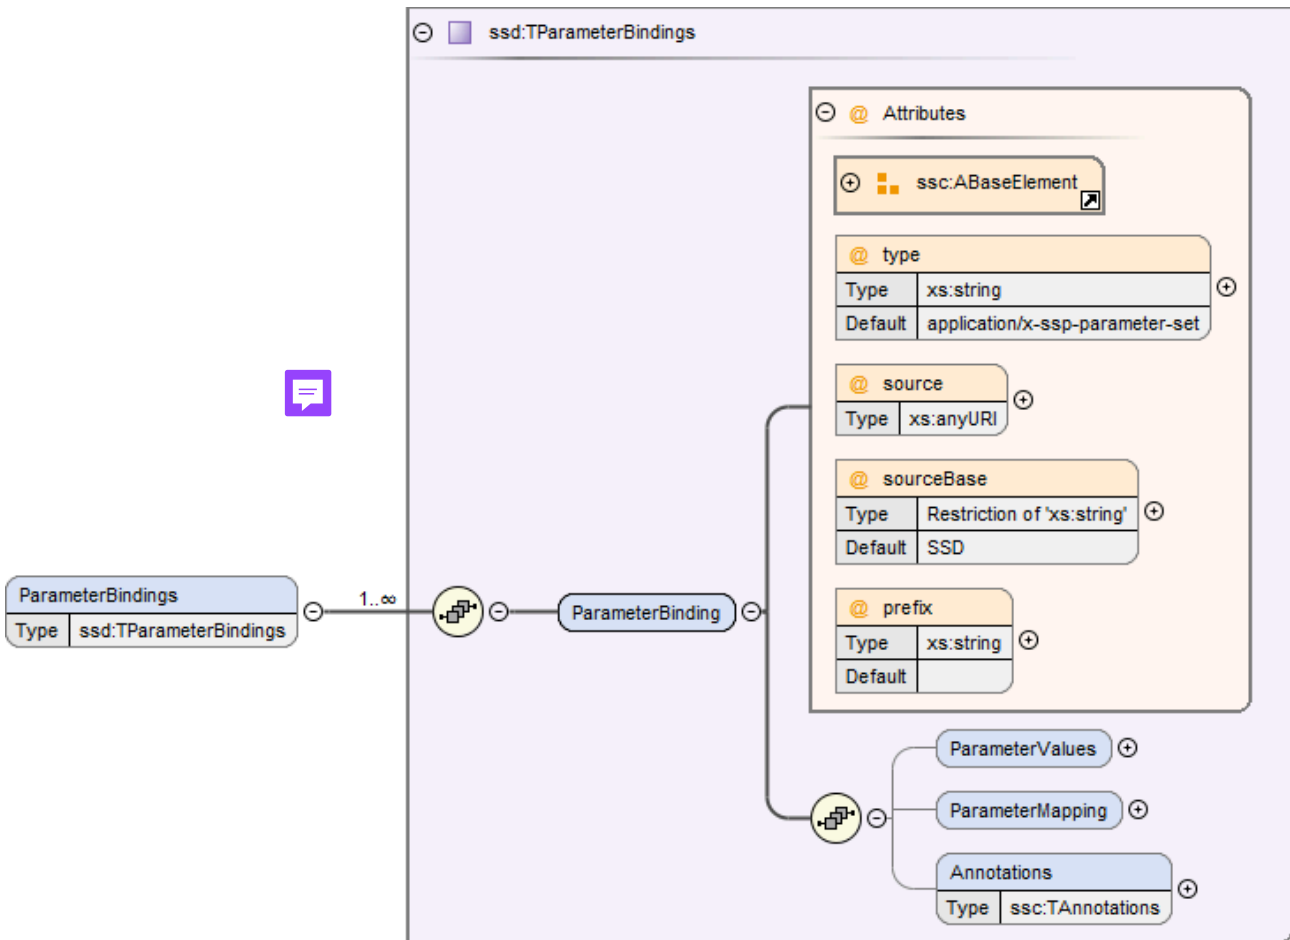 ssd:TParameterBindings
@ Attributes
ssc:ABaseElement
@ type
Type xs:string
Default application/x-ssp-parameter-set
@ source
Type xs:anyURI
@ sourceBase
Type Restriction of 'xs:string'
Default SSD
ParameterBindings
Type ssd:TParameterBindings
1..∞
ParameterBinding
@ prefix
Type xs:string
Default
ParameterValues
ParameterMapping
Annotations
Type ssc:TAnnotations